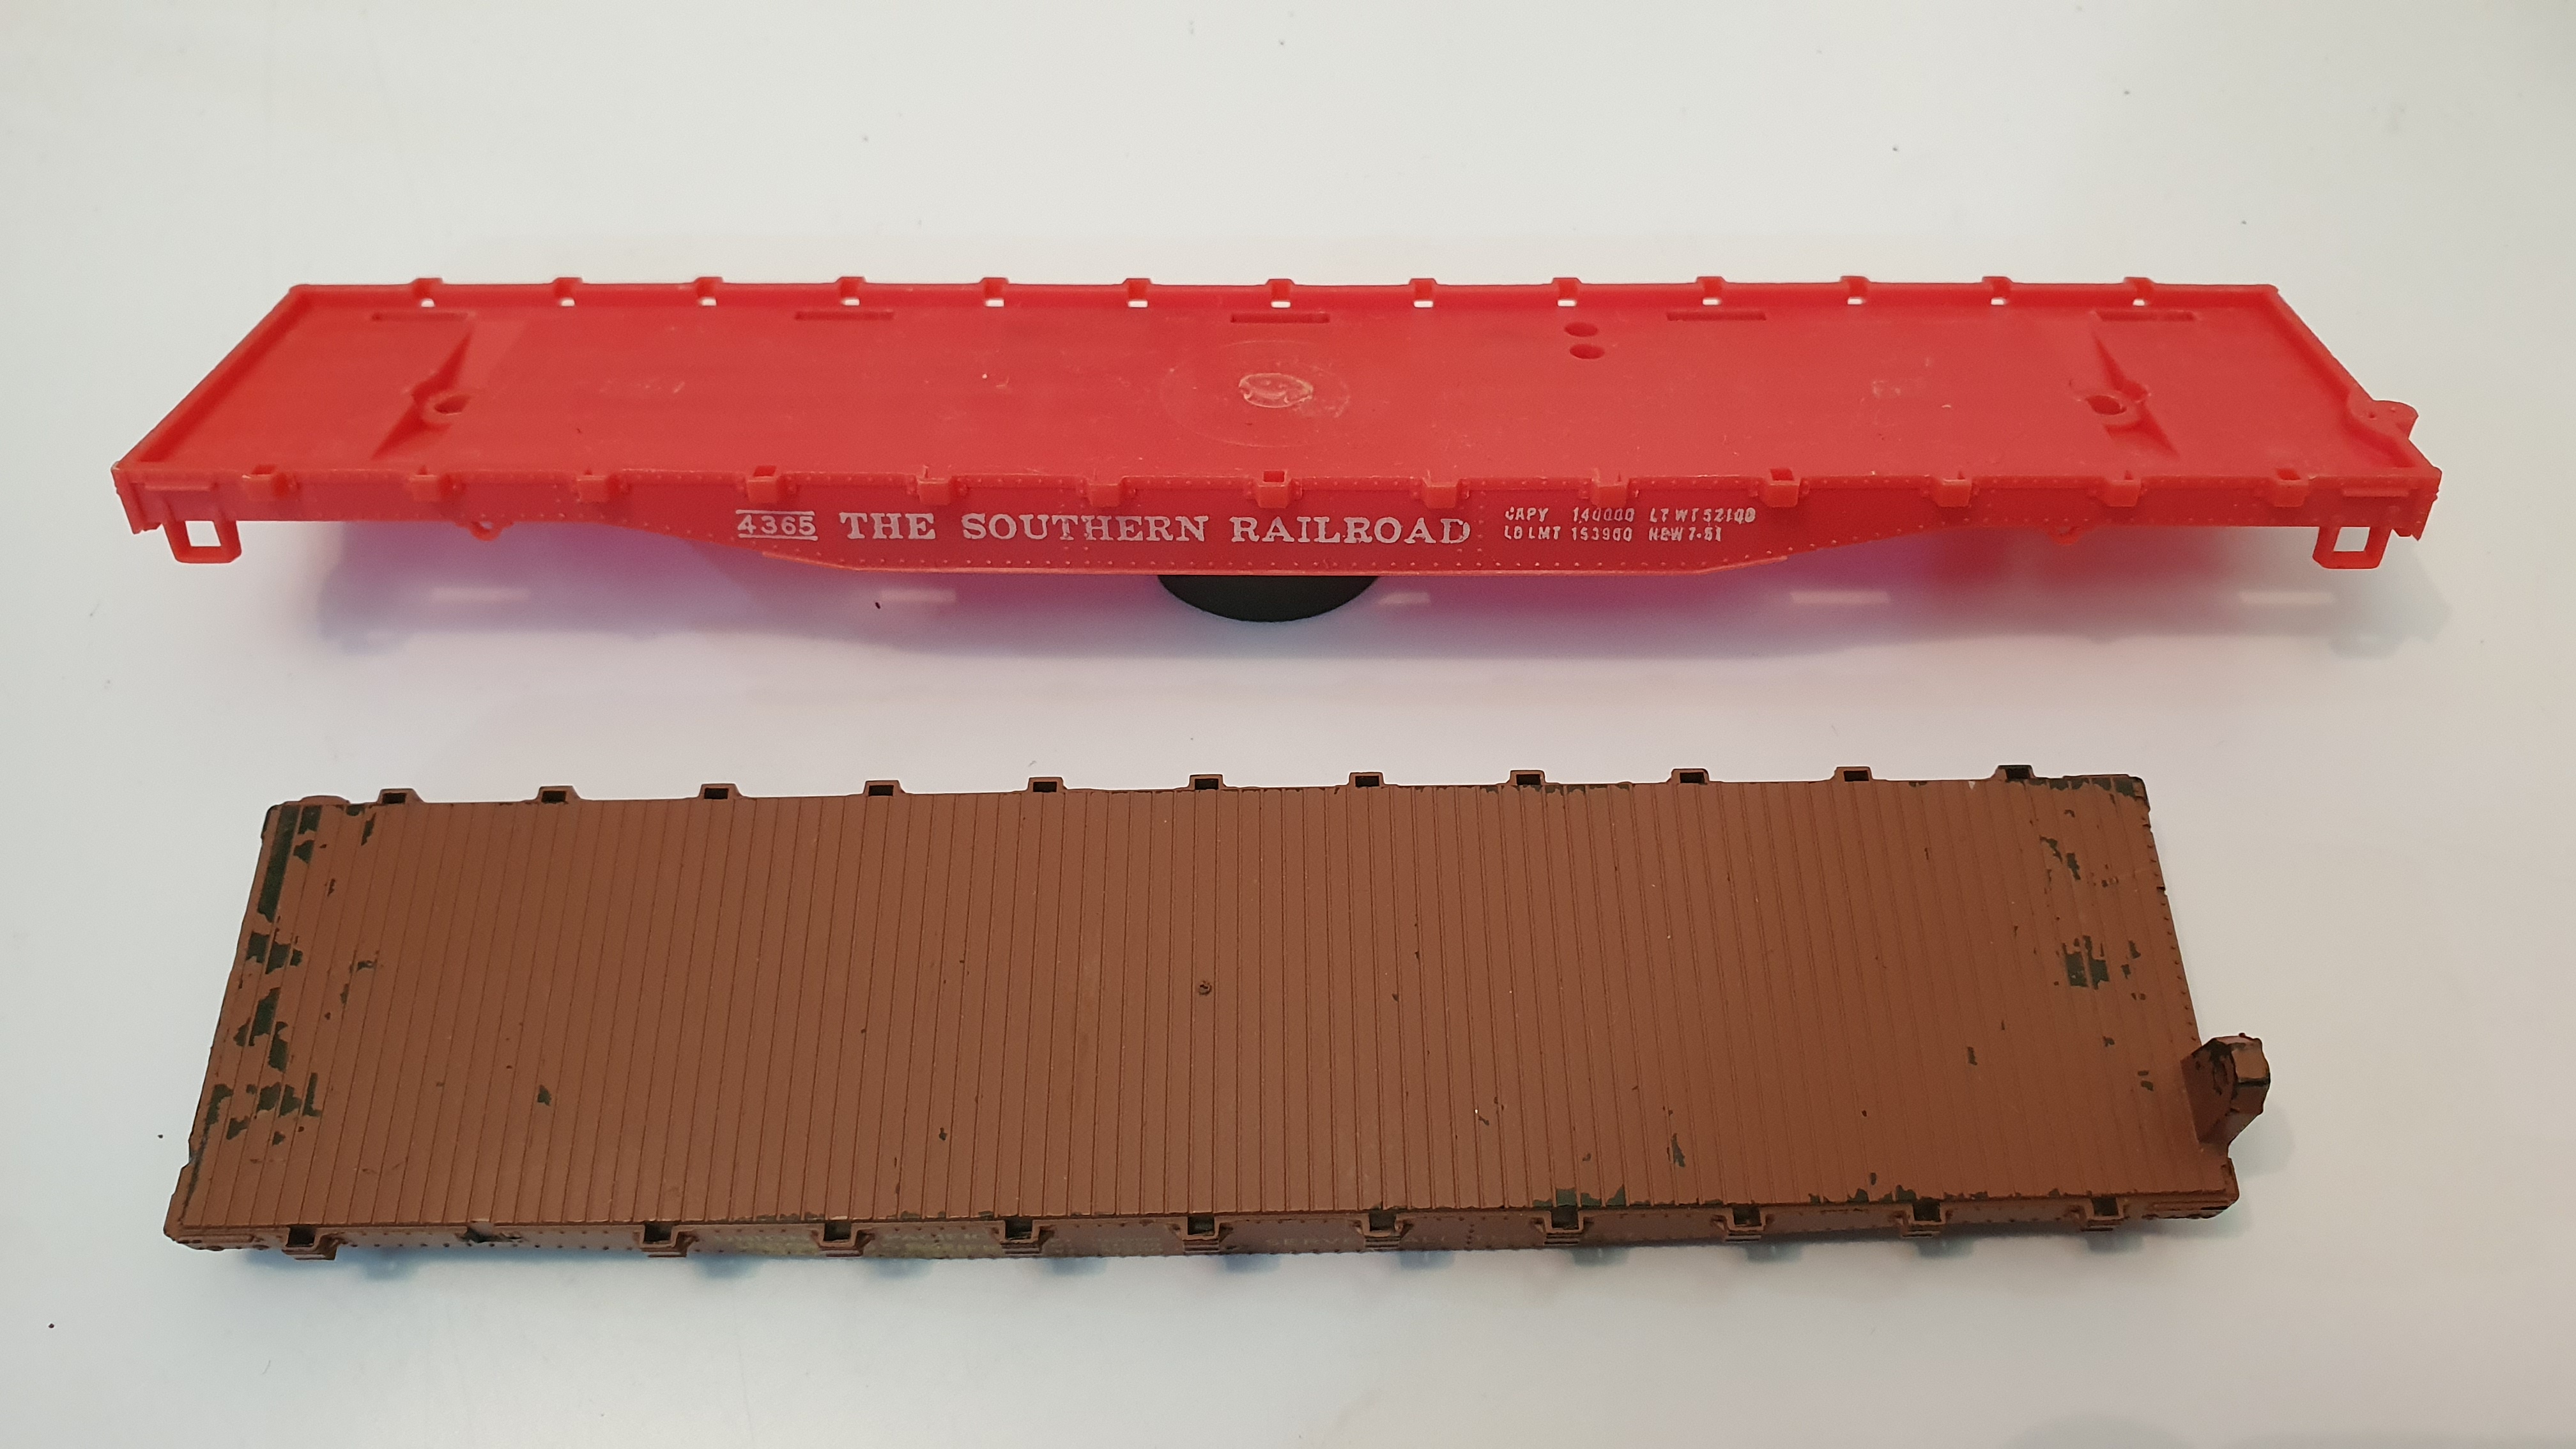 4365 THE SOUTHERN RAILROAD
CAPY 140000 LT WT 52100
LD LMT 153900 NEW 7-51